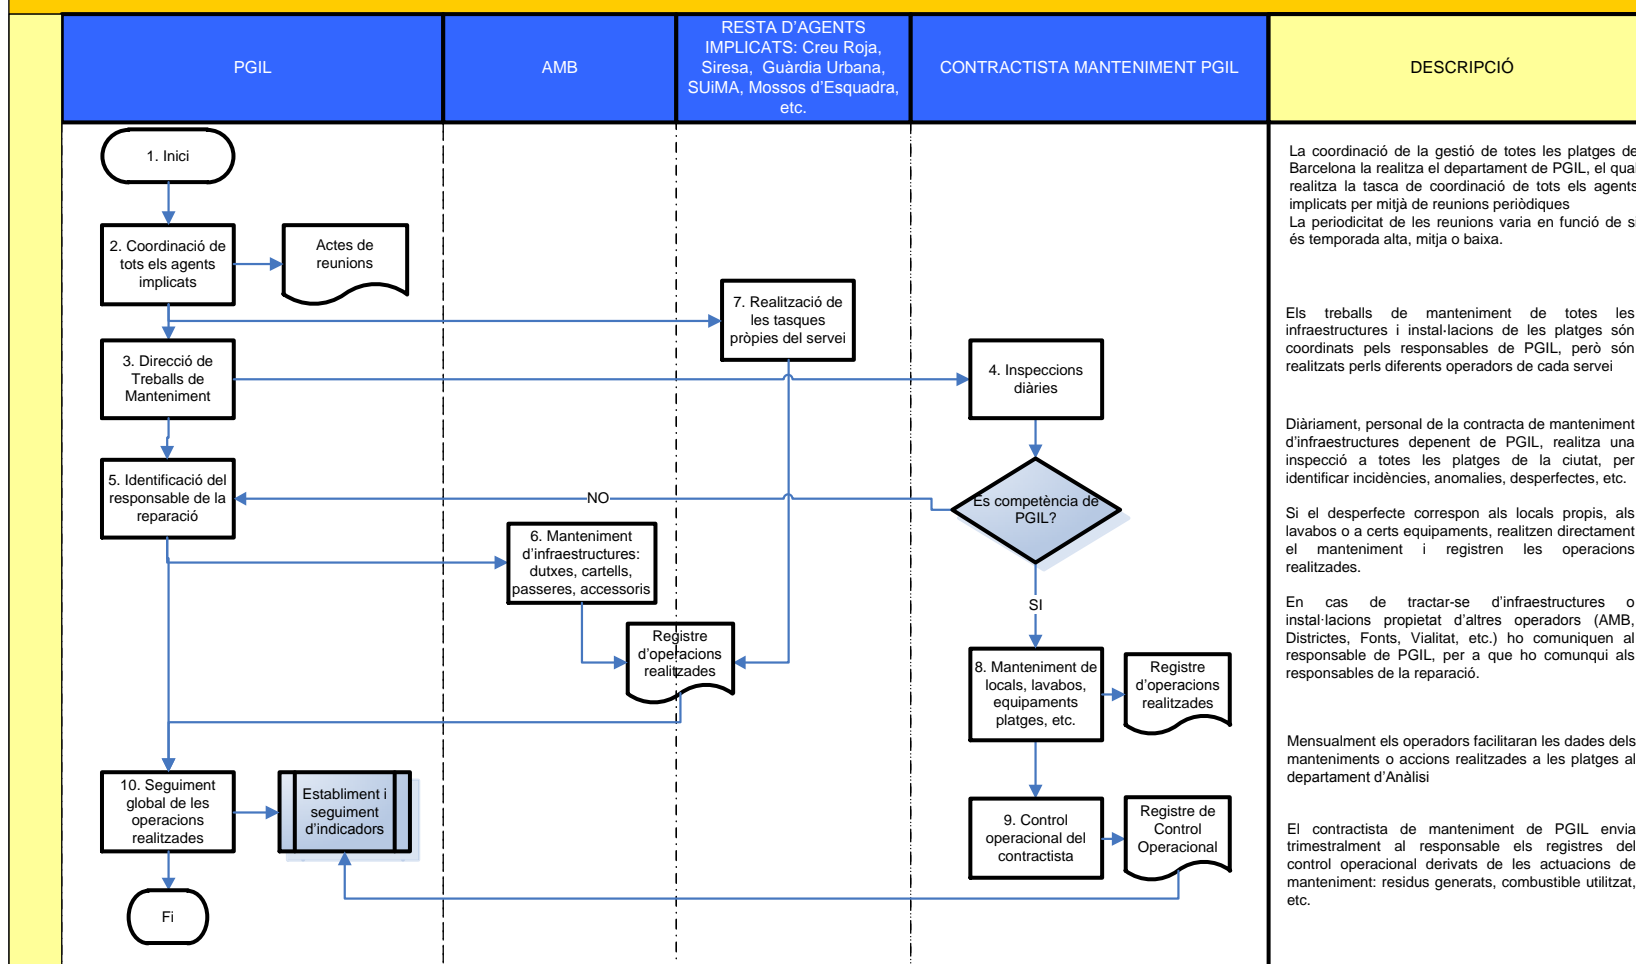 PGIL
AMB
RESTA D'AGENTS
IMPLICATS: Creu Roja,
Siresa, Guàrdia Urbana,
SUiMA, Mossos d'Esquadra,
etc.
CONTRACTISTA MANTENIMENT PGIL
DESCRIPCIÓ
1. Inici
2. Coordinació de
tots els agents
implicats
Actes de
reunions
3. Direcció de
Treballs de
Manteniment
7. Realització de
les tasques
pròpies del servei
4. Inspeccions
diàries
5. Identificació del
responsable de la
reparació
NO
És competència de
PGIL?
6. Manteniment
d'infraestructures:
dutxes, cartells,
passeres, accessoris
SI
Registre
d'operacions
realitzades
8. Manteniment de
locals, lavabos,
equipaments
platges, etc.
Registre
d'operacions
realitzades
10. Seguiment
global de les
operacions
realitzades
Establiment i
seguiment
d'indicadors
9. Control
operacional del
contractista
Registre de
Control
Operacional
Fi
La coordinació de la gestió de totes les platges de
Barcelona la realitza el departament de PGIL, el qual
realitza la tasca de coordinació de tots els agents
implicats per mitjà de reunions periòdiques
La periodicitat de les reunions varia en funció de si
és temporada alta, mitja o baixa.
Els treballs de manteniment de totes les
infraestructures i instal·lacions de les platges són
coordinats pels responsables de PGIL, però són
realitzats perls diferents operadors de cada servei
Diàriament, personal de la contracta de manteniment
d'infraestructures depenent de PGIL, realitza una
inspecció a totes les platges de la ciutat, per
identificar incidències, anomalies, desperfectes, etc.
Si el desperfecte correspon als locals propis, als
lavabos o a certs equipaments, realitzen directament
el manteniment i registren les operacions
realitzades.
En cas de tractar-se d'infraestructures o
instal·lacions propietat d'altres operadors (AMB,
Districtes, Fonts, Vialitat, etc.) ho comuniquen al
responsable de PGIL, per a que ho comunqui als
responsables de la reparació.
Mensualment els operadors facilitaran les dades dels
manteniments o accions realitzades a les platges al
departament d'Anàlisi
El contractista de manteniment de PGIL envia
trimestralment al responsable els registres del
control operacional derivats de les actuacions de
manteniment: residus generats, combustible utilitzat,
etc.